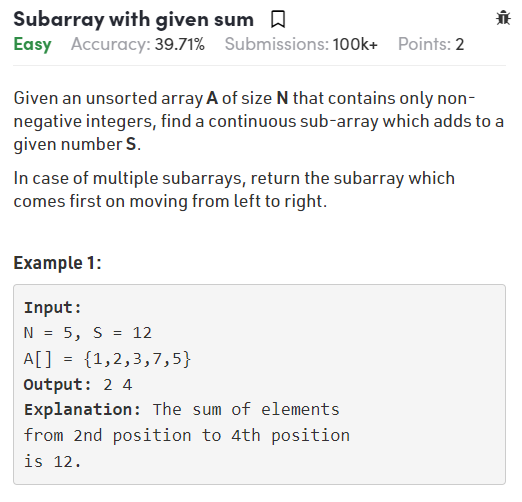 Subarray with given sum
Easy Accuracy: 39.71% Submissions: 100k+ Points: 2
Given an unsorted array A of size N that contains only non-
negative integers, find a continuous sub-array which adds to a
given number S.
In case of multiple subarrays, return the subarray which
comes first on moving from left to right.
Example 1:
Input:
N = 5, S = 12
A[] = {1,2,3,7,5}
Output: 2 4
Explanation: The sum of elements
from 2nd position to 4th position
is 12.